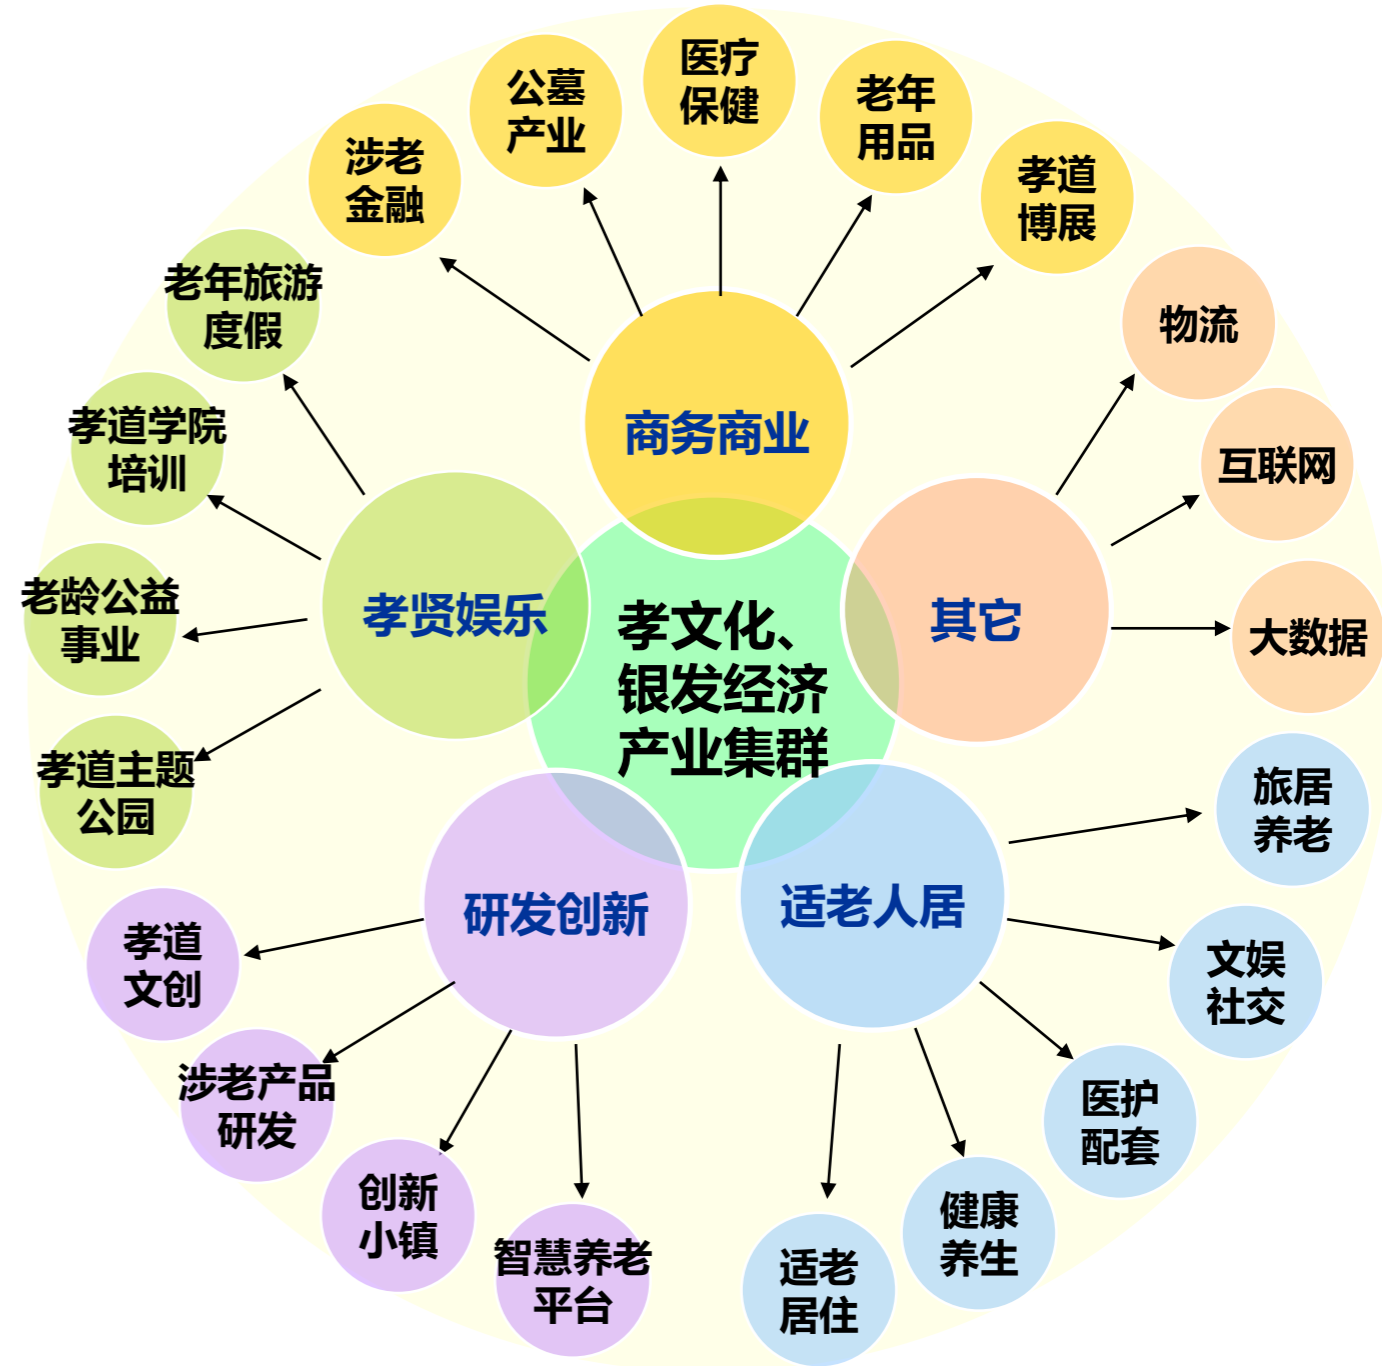 医疗
保健
公墓
产业
老年
用品
涉老
金融
孝道
博展
老年旅游
度假
物流
孝道学院
培训
商务商业
互联网
老龄公益
事业
孝贤娱乐
孝文化、
银发经济
产业集群
其它
大数据
孝道主题
公园
旅居
养老
研发创新
适老人居
孝道
文创
文娱
社交
涉老产品
研发
医护
配套
创新
小镇
健康
养生
智慧养老
平台
适老
居住